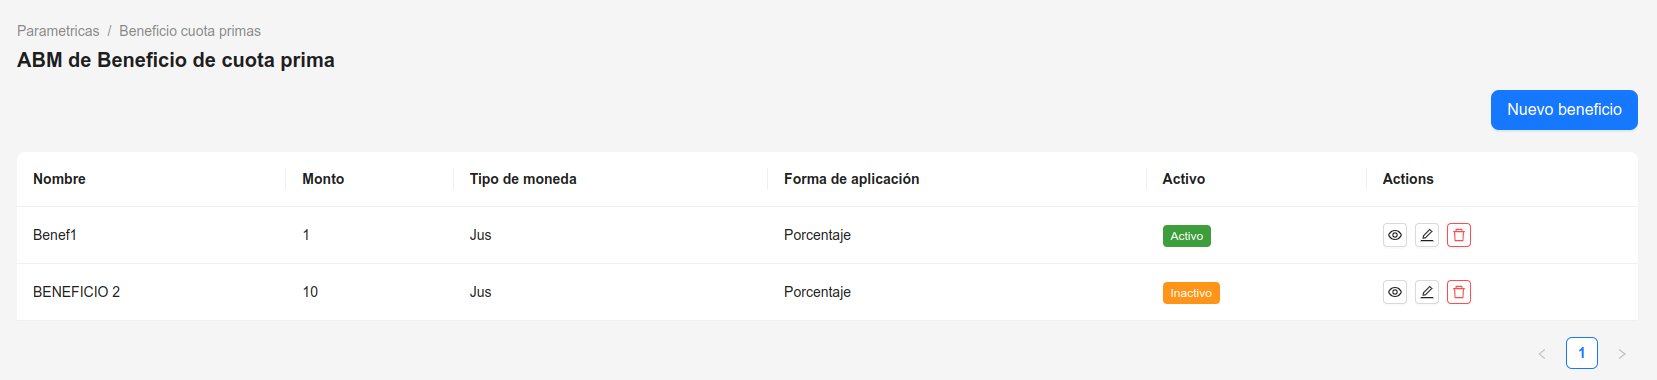 Parametricas / Beneficio cuota primas
ABM de Beneficio de cuota prima
Nuevo beneficio
Nombre Monto Tipo de moneda Forma de aplicación Activo Actions
Benef1 1 Jus Porcentaje Activo
BENEFICIO 2 10 Jus Porcentaje Inactivo
1